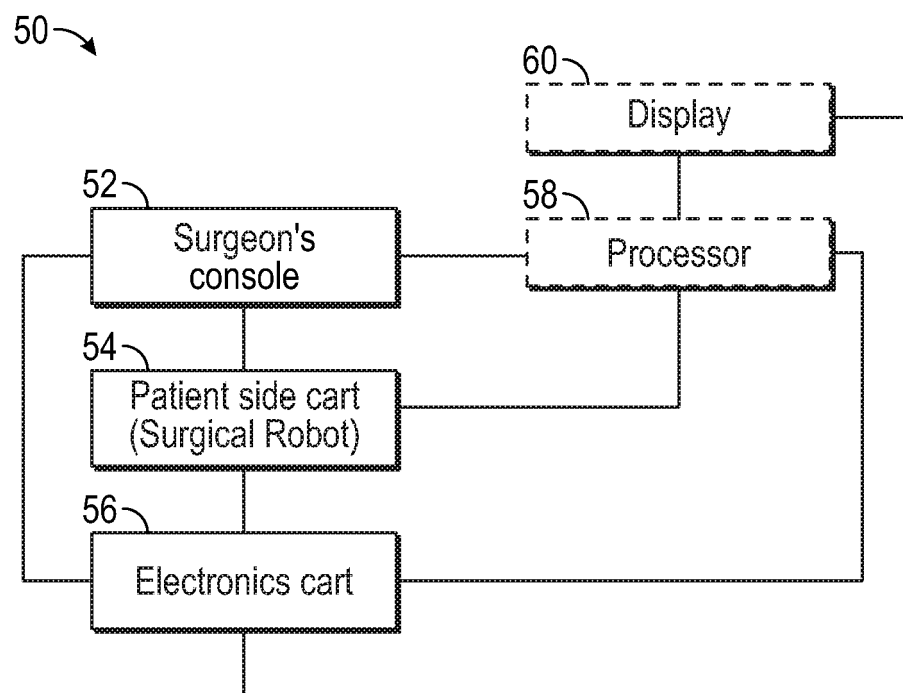 50
60
Display
52
58
Surgeon's
console
Processor
54
Patient side cart
(Surgical Robot)
56
Electronics cart